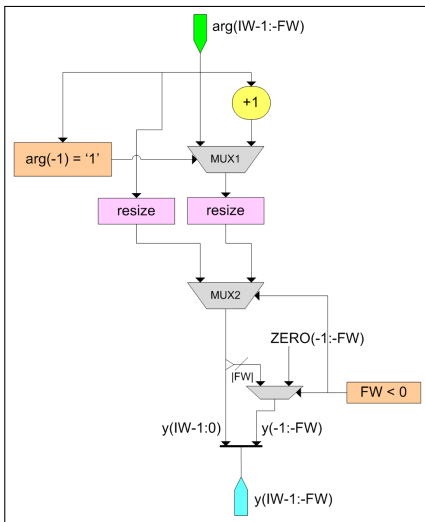 arg(IW-1:-FW)
+1
arg(-1) = ‘1’
MUX1
resize
resize
MUX2
ZERO(-1:-FW)
|FW|
FW < 0
y(IW-1:0)
y(-1:-FW)
y(IW-1:-FW)